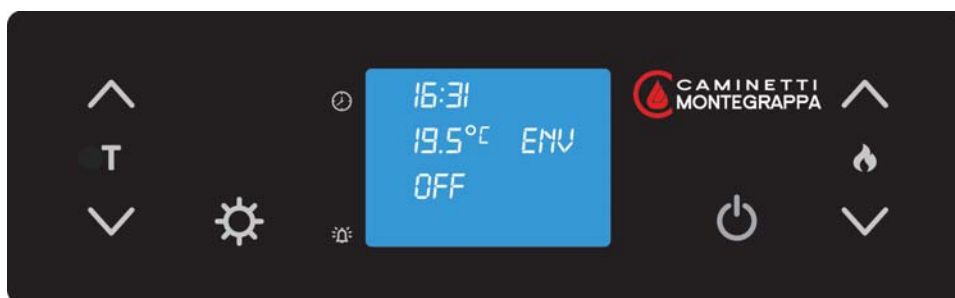 16:31
19.5°C ENV
OFF
T
CAMINETTI
MONTEGRAPPA